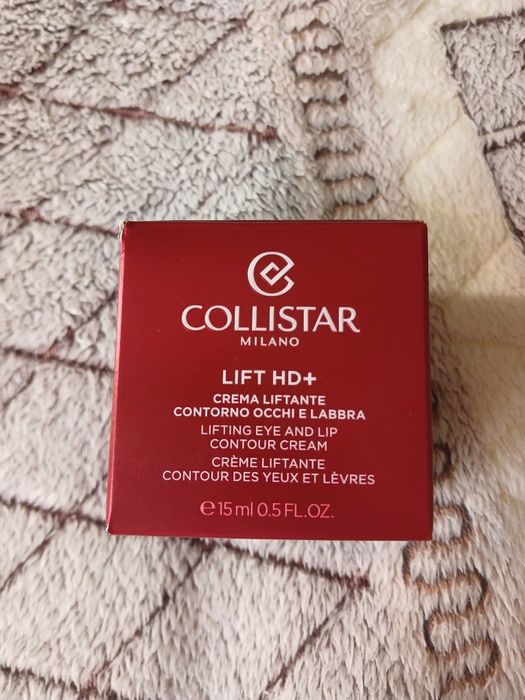 COLLISTAR
MILANO
LIFT HD+
CREMA LIFTANTE
CONTORNO OCCHI E LABBRA
LIFTING EYE AND LIP
CONTOUR CREAM
CRÈME LIFTANTE
CONTOUR DES YEUX ET LÈVRES
℮ 15 ml 0.5 FL.OZ.